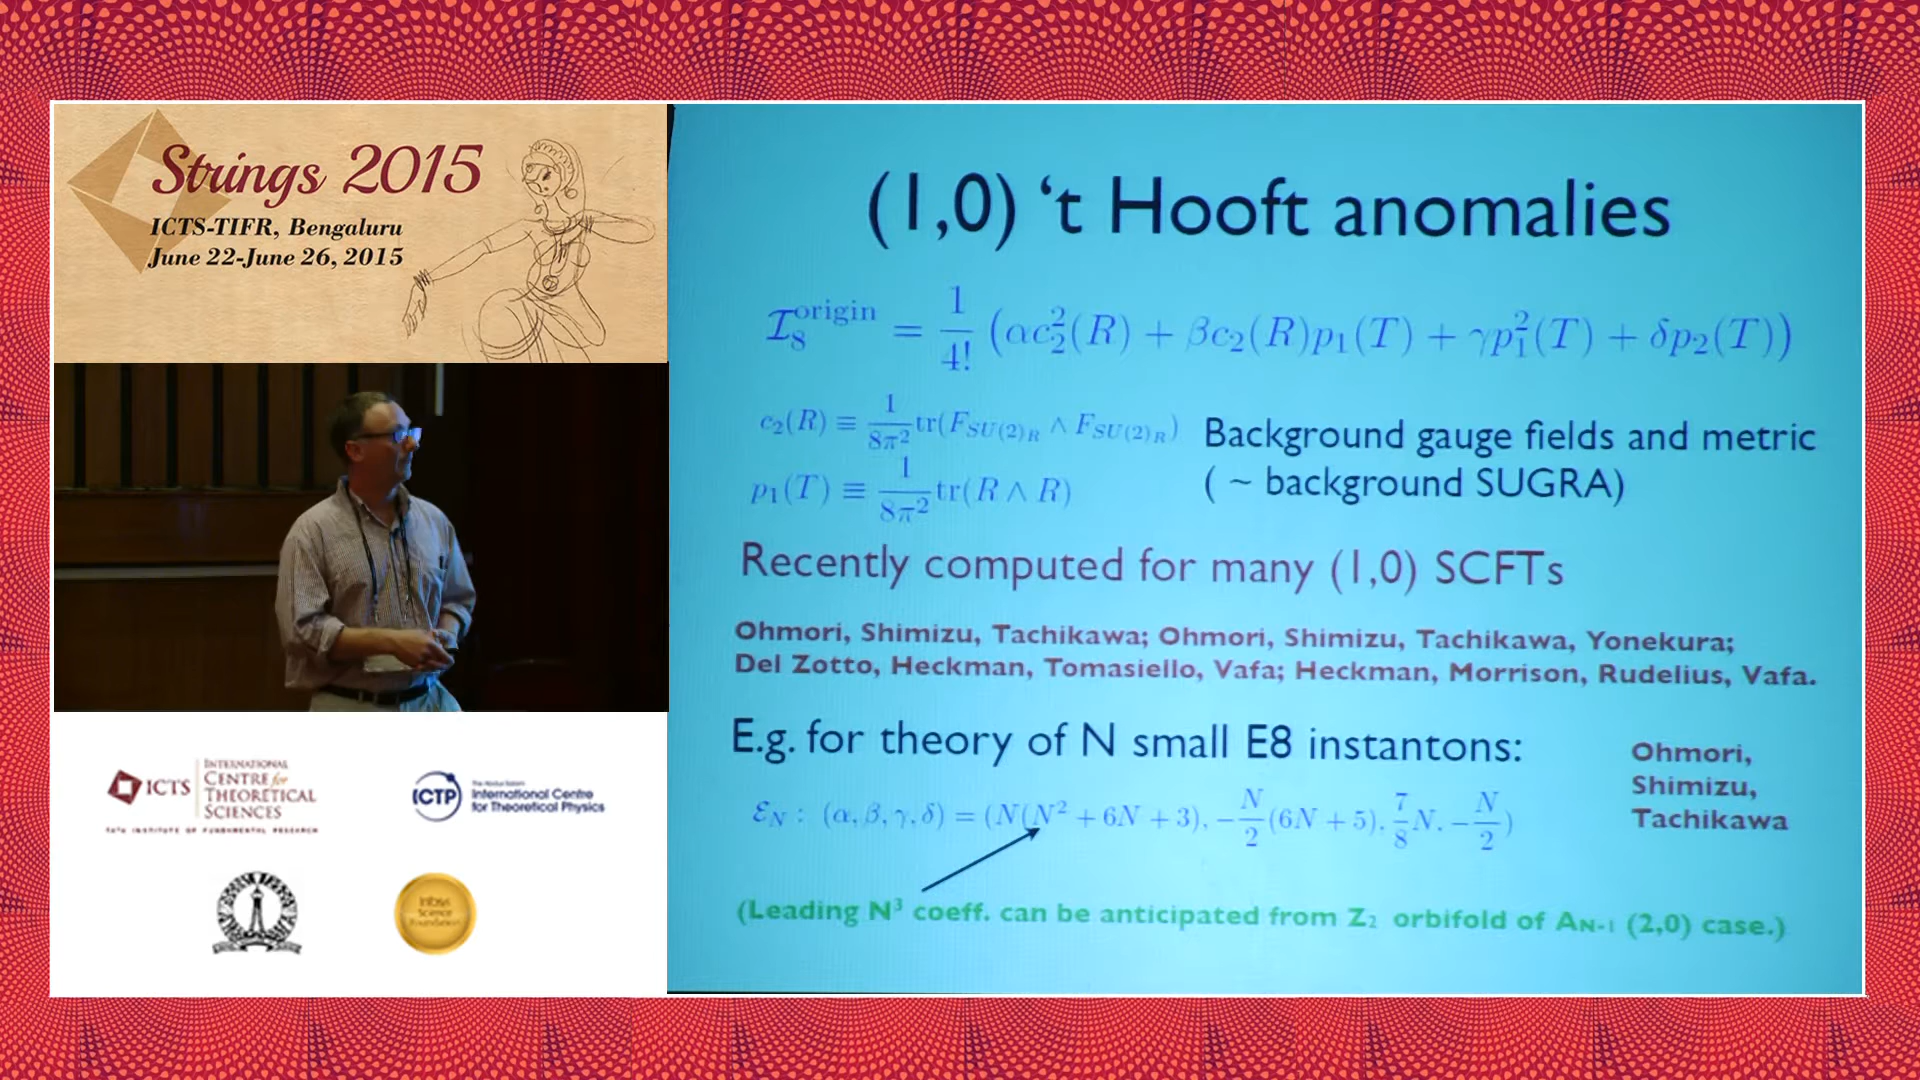 Strings 2015
ICTS-TIFR, Bengaluru
June 22-June 26, 2015
ICTS
INTERNATIONAL
CENTRE for
THEORETICAL
SCIENCES
TATA INSTITUTE OF FUNDAMENTAL RESEARCH
ICTP
The Abdus Salam
International Centre
for Theoretical Physics
Infosys
Science
Foundation
(1,0) ‘t Hooft anomalies
I₈^origin = 1/4! (αc₂²(R) + βc₂(R)p₁(T) + γp₁²(T) + δp₂(T))
c₂(R) ≡ 1/8π² tr(F_SU(2)_R ∧ F_SU(2)_R)
p₁(T) ≡ 1/8π² tr(R ∧ R)
Background gauge fields and metric
( ~ background SUGRA)
Recently computed for many (1,0) SCFTs
Ohmori, Shimizu, Tachikawa; Ohmori, Shimizu, Tachikawa, Yonekura;
Del Zotto, Heckman, Tomasiello, Vafa; Heckman, Morrison, Rudelius, Vafa.
E.g. for theory of N small E8 instantons:
Ohmori,
Shimizu,
Tachikawa
ℰ_N : (α, β, γ, δ) = (N(N² + 6N + 3), −N/2(6N + 5), 7/8N, −N/2)
(Leading N³ coeff. can be anticipated from Z₂ orbifold of A_N-1 (2,0) case.)